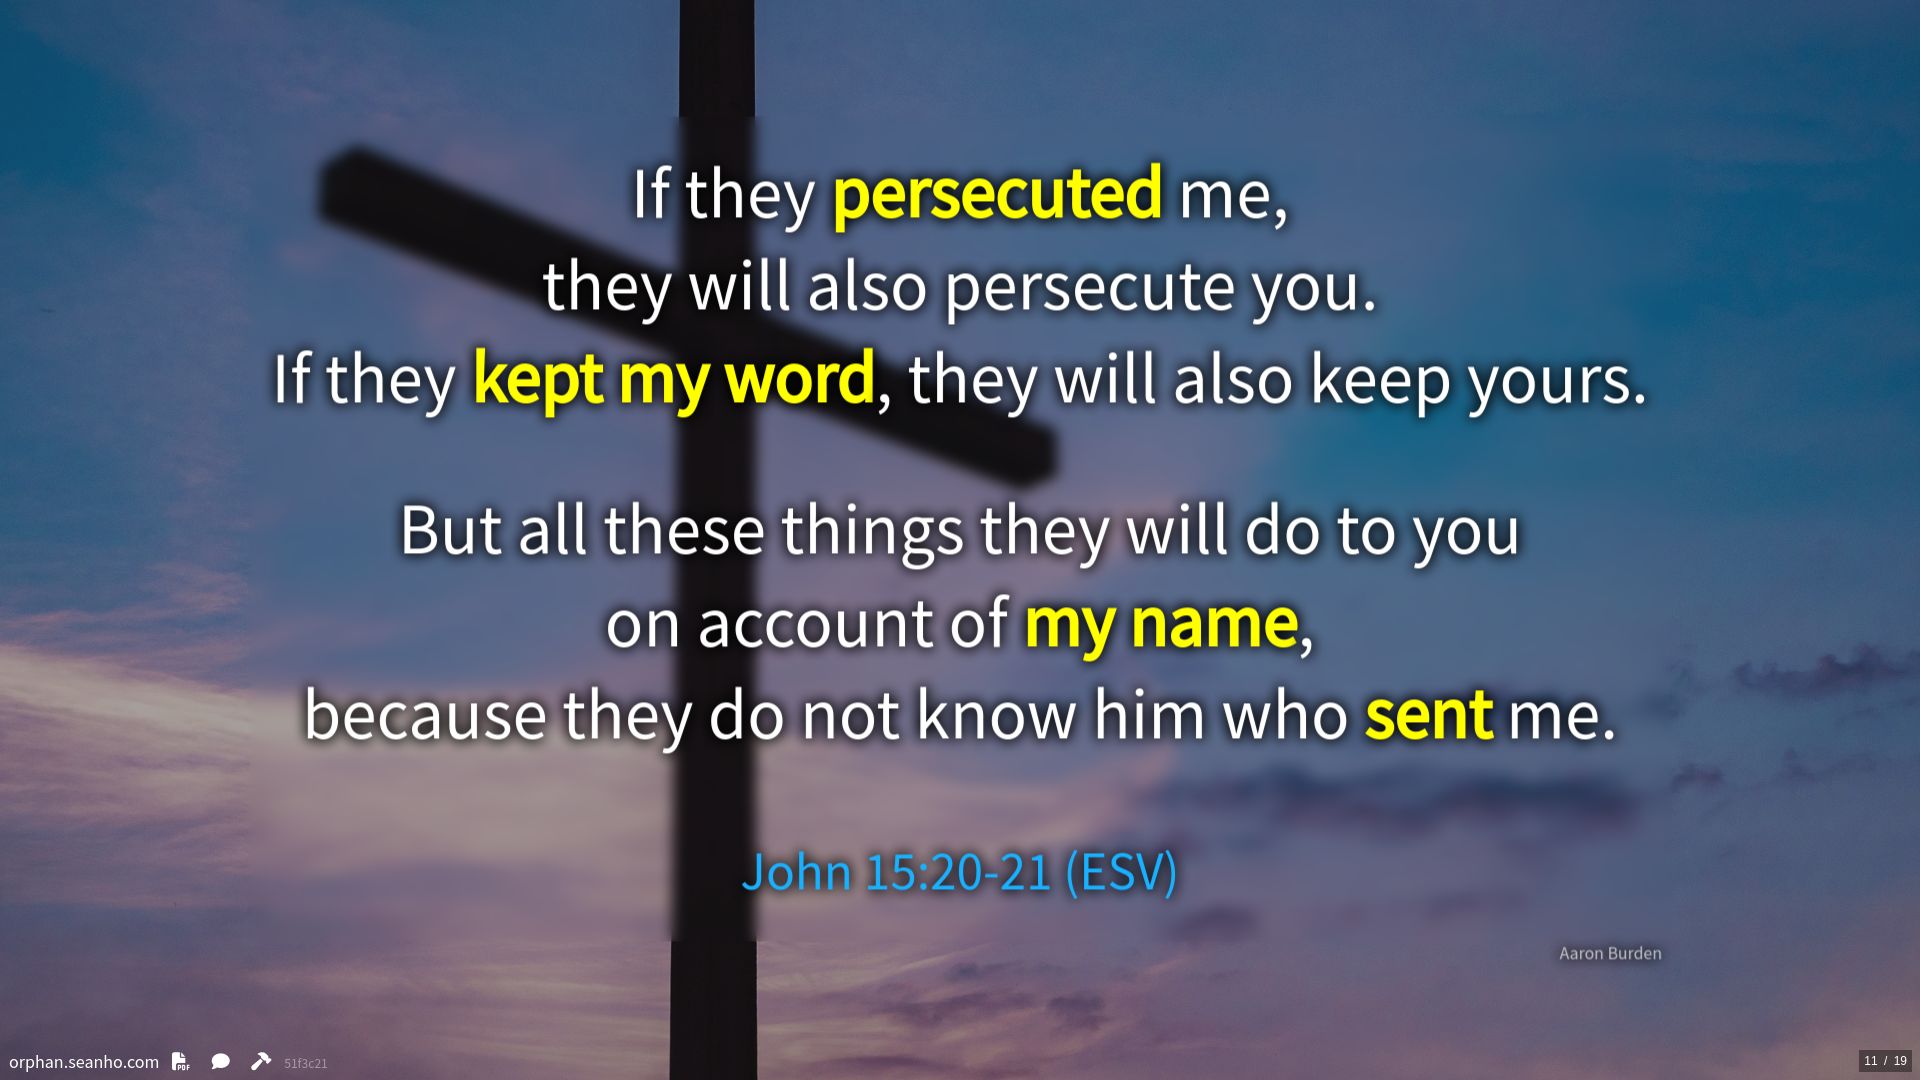 If they persecuted me,
they will also persecute you.
If they kept my word, they will also keep yours.
But all these things they will do to you
on account of my name,
because they do not know him who sent me.
John 15:20-21 (ESV)
Aaron Burden
orphan.seanho.com PDF 51f3c21
11 / 19